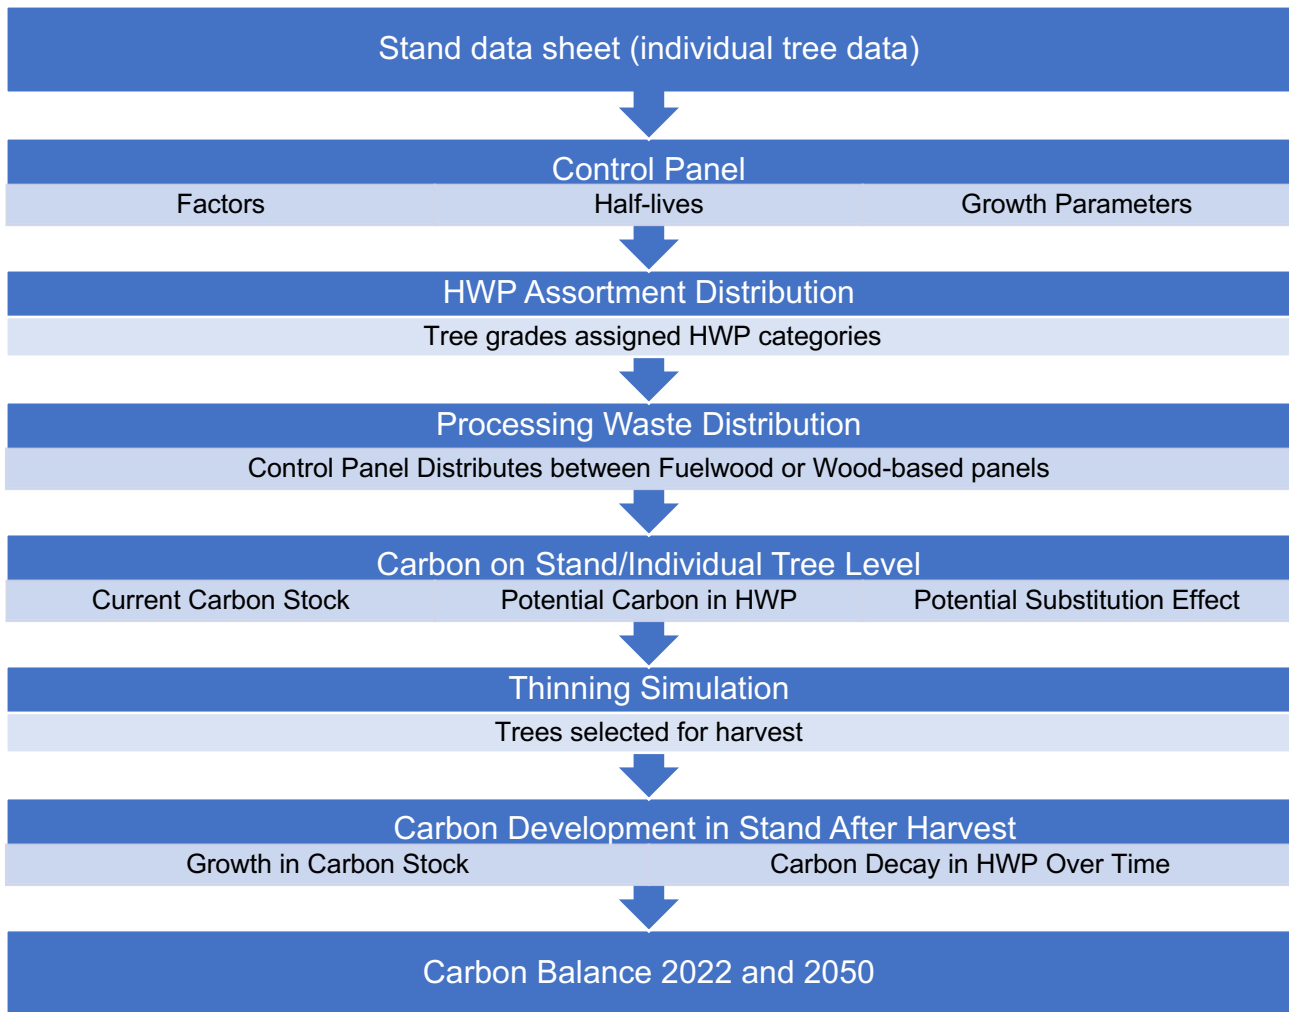 Stand data sheet (individual tree data)
Control Panel
Factors
Half-lives
Growth Parameters
HWP Assortment Distribution
Tree grades assigned HWP categories
Processing Waste Distribution
Control Panel Distributes between Fuelwood or Wood-based panels
Carbon on Stand/Individual Tree Level
Current Carbon Stock
Potential Carbon in HWP
Potential Substitution Effect
Thinning Simulation
Trees selected for harvest
Carbon Development in Stand After Harvest
Growth in Carbon Stock
Carbon Decay in HWP Over Time
Carbon Balance 2022 and 2050